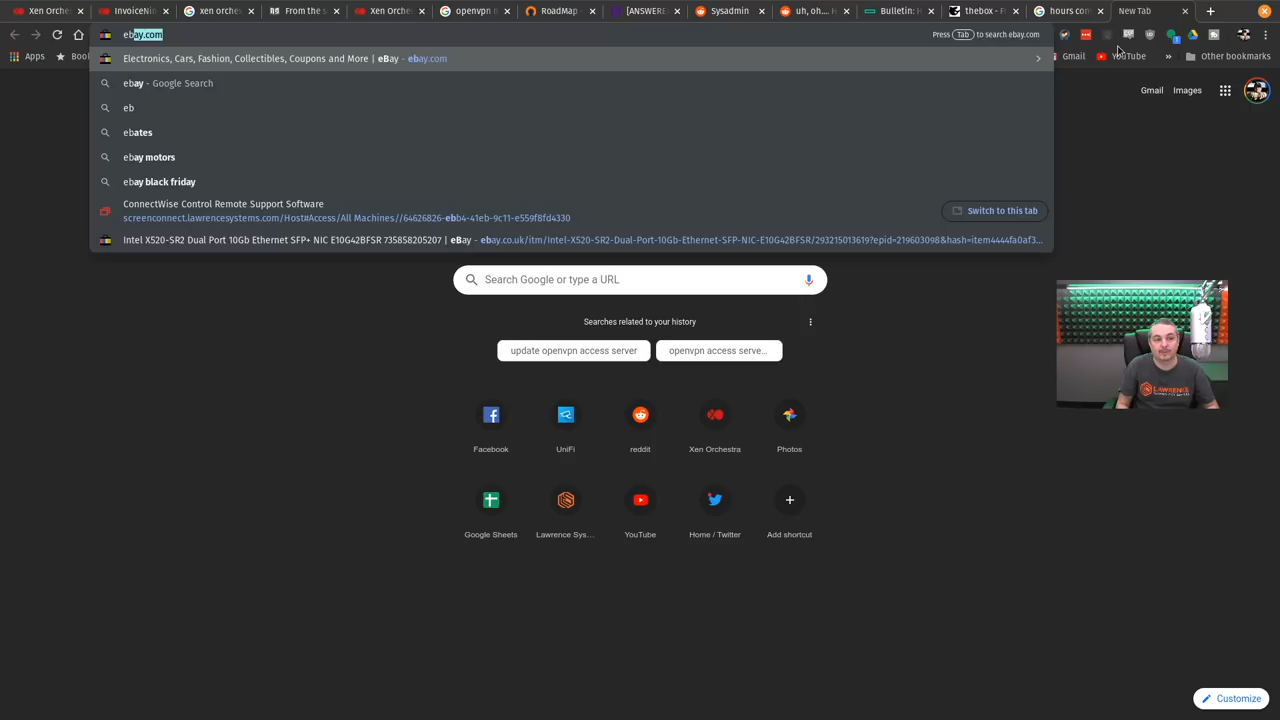 xen orche
InvoiceNin
xen orches
From the s
Xen Orche
openvpn n
RoadMap -
[ANSWERE
Sysadmin
uh, oh... : H
Bulletin: H
thebox - Fa
hours conv
New Tab
ebay.com
Press Tab to search ebay.com
Apps
Boo
Gmail
YouTube
»
Other bookmarks
Electronics, Cars, Fashion, Collectibles, Coupons and More | eBay - ebay.com
ebay - Google Search
eb
ebates
ebay motors
ebay black friday
ConnectWise Control Remote Support Software
screenconnect.lawrencesystems.com/Host#Access/All Machines//64626826-ebb4-41eb-9c11-e559f8fd4330
Switch to this tab
Intel X520-SR2 Dual Port 10Gb Ethernet SFP+ NIC E10G42BFSR 735858205207 | eBay - ebay.co.uk/itm/Intel-X520-SR2-Dual-Port-10Gb-Ethernet-SFP-NIC-E10G42BFSR/293215013619?epid=219603098&hash=item4444fa0af3...
Gmail
Images
Search Google or type a URL
Searches related to your history
update openvpn access server
openvpn access serve...
Facebook
UniFi
reddit
Xen Orchestra
Photos
Google Sheets
Lawrence Sys...
YouTube
Home / Twitter
Add shortcut
LAWRENCE
Customize